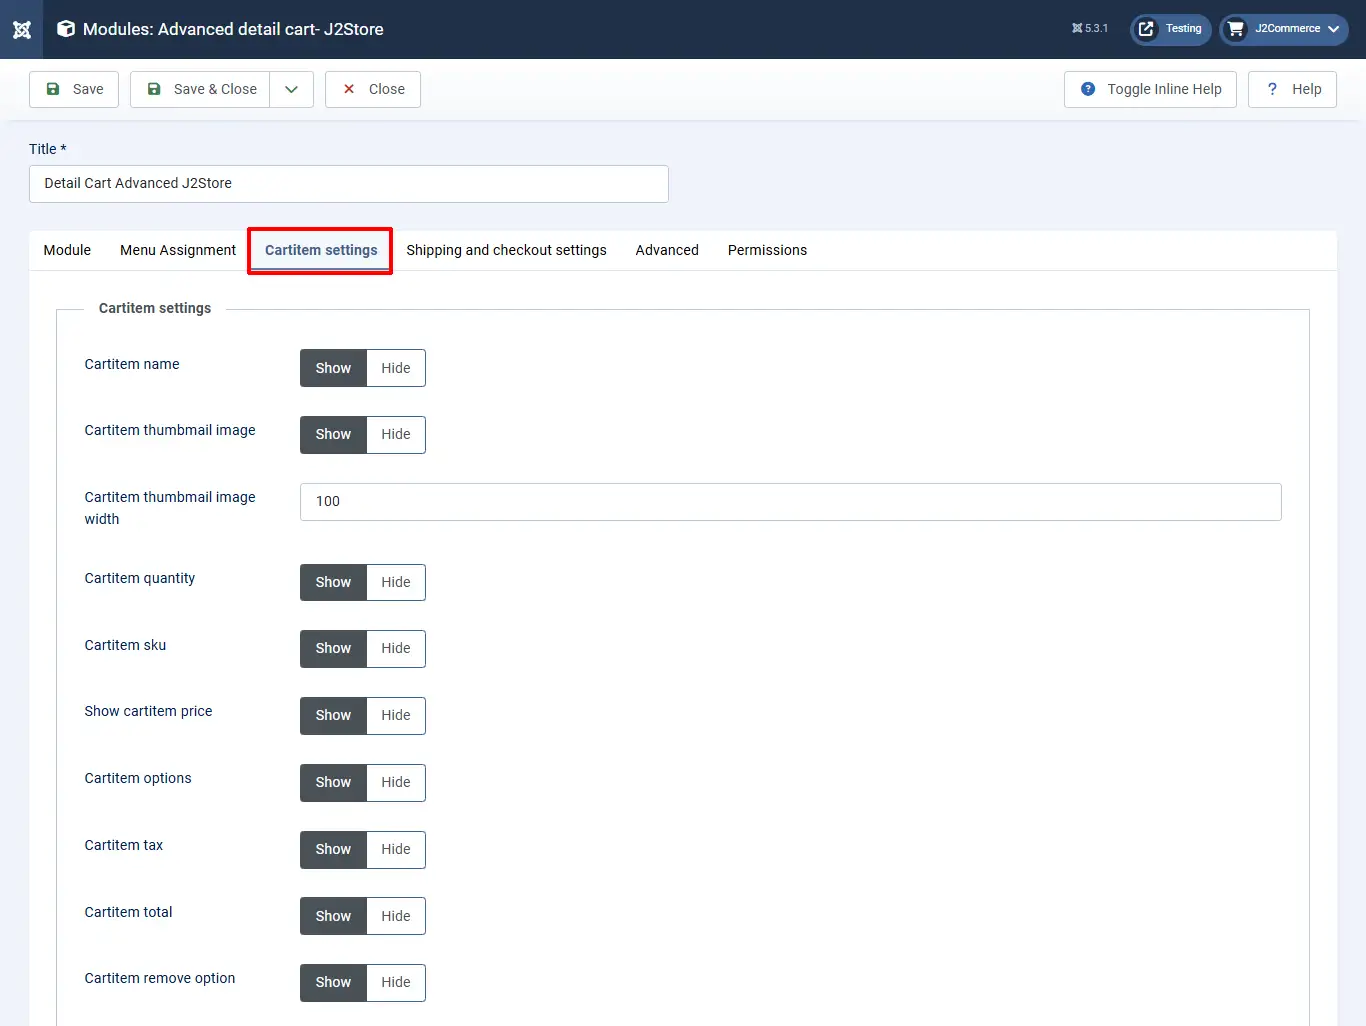 Modules: Advanced detail cart- J2Store
5.3.1
Testing
J2Commerce
Save
Save & Close
Close
Toggle Inline Help
? Help
Title *
Detail Cart Advanced J2Store
Module
Menu Assignment
Cartitem settings
Shipping and checkout settings
Advanced
Permissions
Cartitem settings
Cartitem name
Show Hide
Cartitem thumbmail image
Show Hide
Cartitem thumbmail image
width
100
Cartitem quantity
Show Hide
Cartitem sku
Show Hide
Show cartitem price
Show Hide
Cartitem options
Show Hide
Cartitem tax
Show Hide
Cartitem total
Show Hide
Cartitem remove option
Show Hide